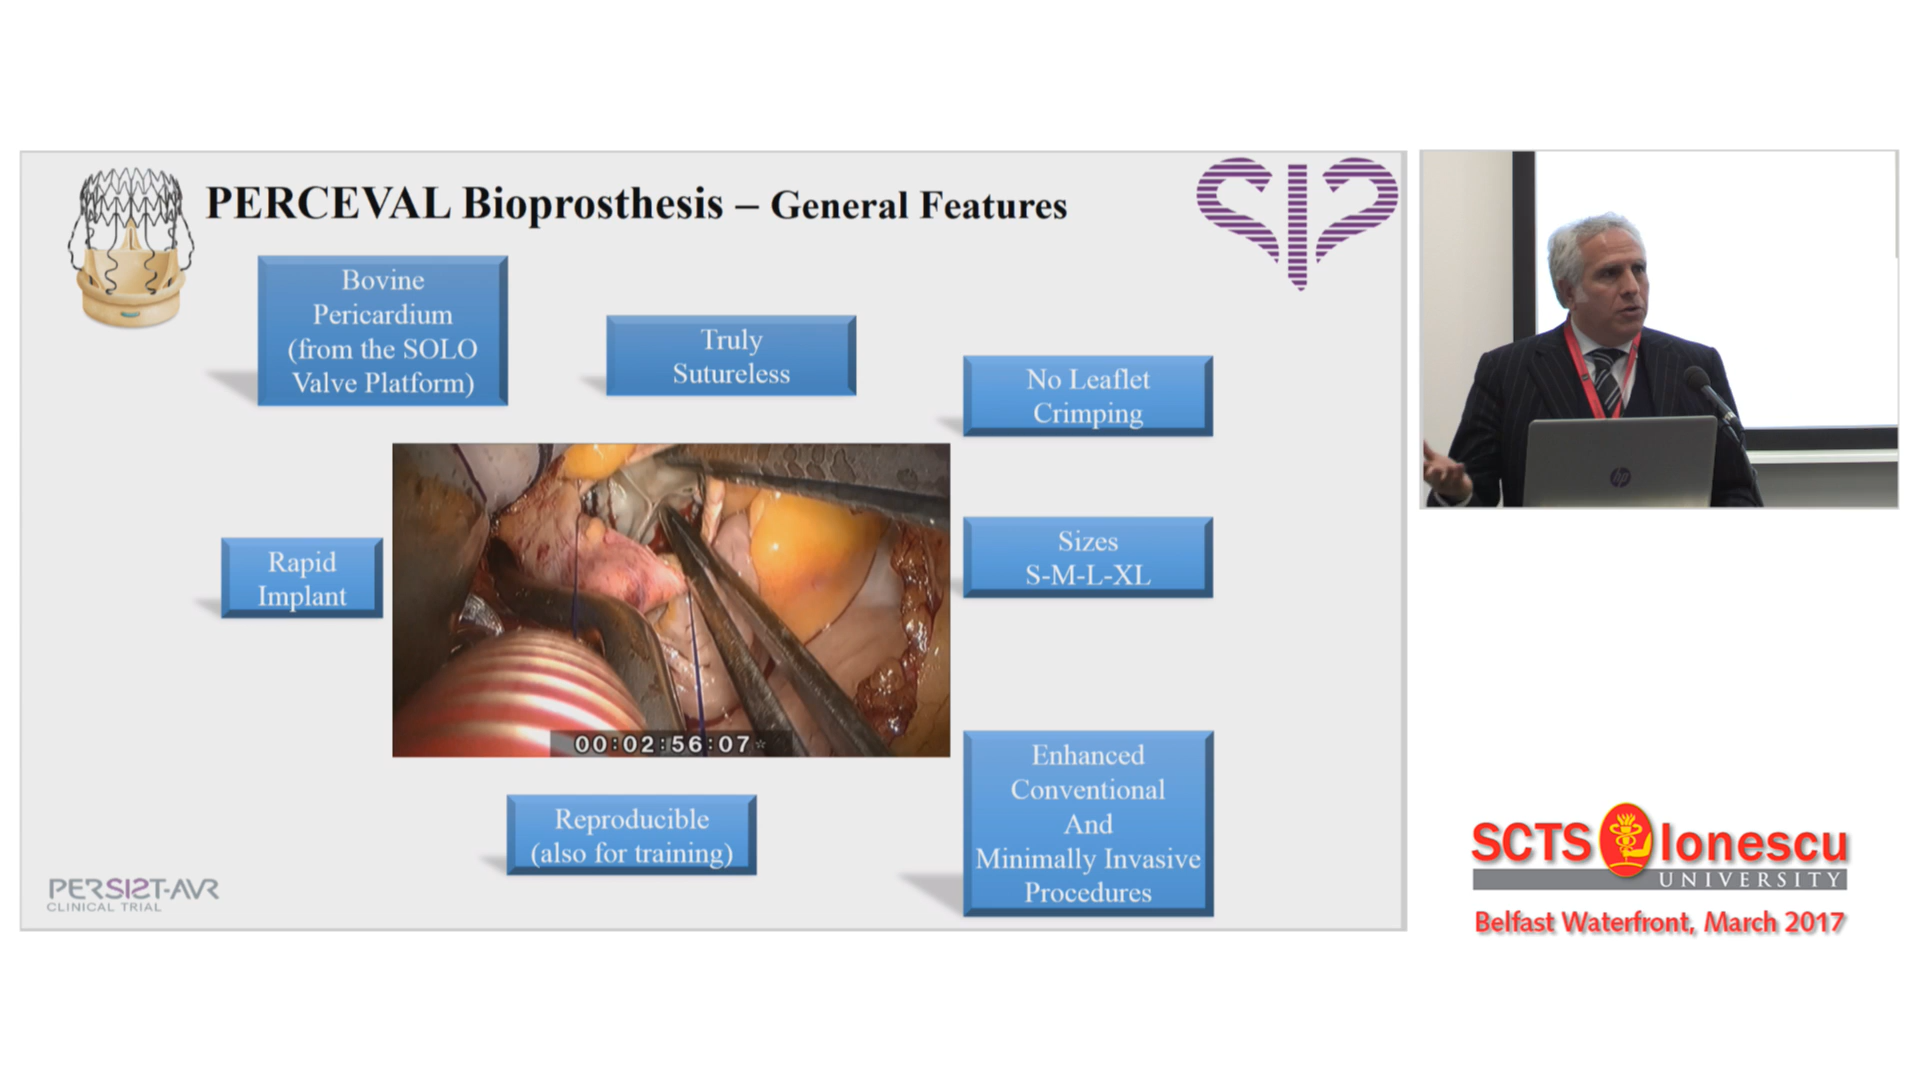 PERCEVAL Bioprosthesis – General Features
Bovine
Pericardium
(from the SOLO
Valve Platform)
Truly
Sutureless
No Leaflet
Crimping
Rapid
Implant
Sizes
S-M-L-XL
00:02:56:07
Reproducible
(also for training)
Enhanced
Conventional
And
Minimally Invasive
Procedures
PERSIST-AVR
CLINICAL TRIAL
hp
SCTS Ionescu
UNIVERSITY
Belfast Waterfront, March 2017